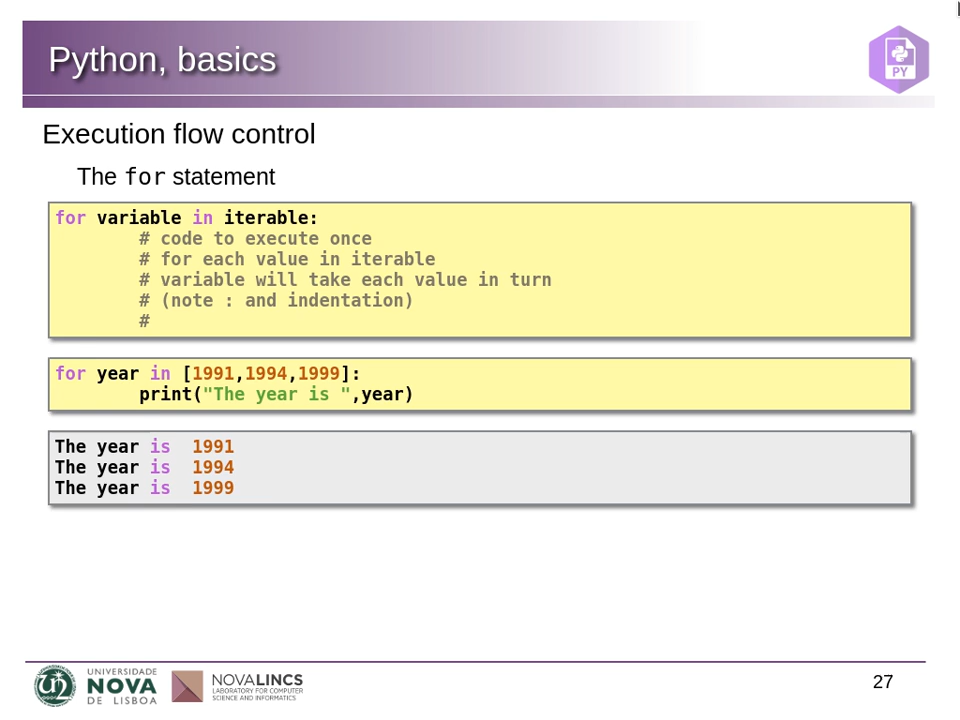 Python, basics
PY
Execution flow control
The for statement
for variable in iterable:
        # code to execute once
        # for each value in iterable
        # variable will take each value in turn
        # (note : and indentation)
        #
for year in [1991,1994,1999]:
        print("The year is ",year)
The year is  1991
The year is  1994
The year is  1999
UNIVERSIDADE
NOVA
DE LISBOA
NOVALINCS
LABORATORY FOR COMPUTER
SCIENCE AND INFORMATICS
27